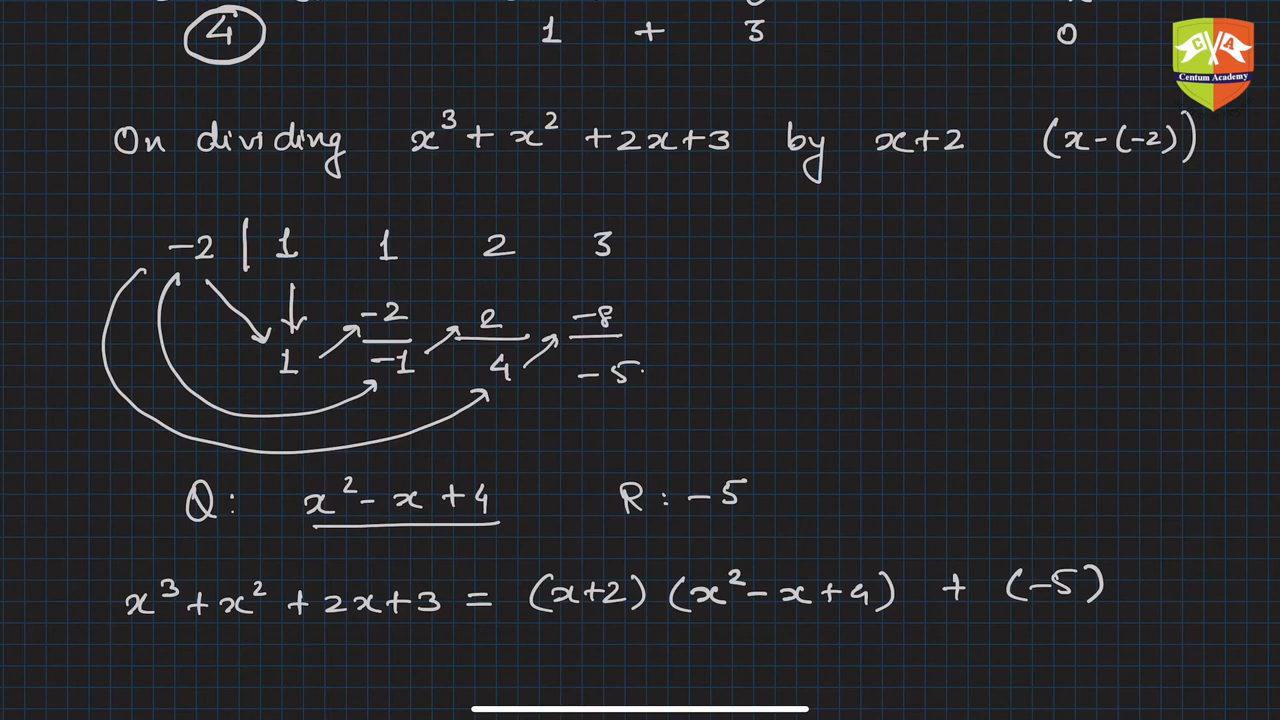 4 1 + 3 0
C A
Centum Academy
On dividing x³ + x² + 2x + 3 by x + 2 (x - (-2))
-2 | 1 1 2 3
-2 2 -8
1 -1 4 -5
Q: x² - x + 4 R: -5
x³ + x² + 2x + 3 = (x+2) (x² - x + 4) + (-5)